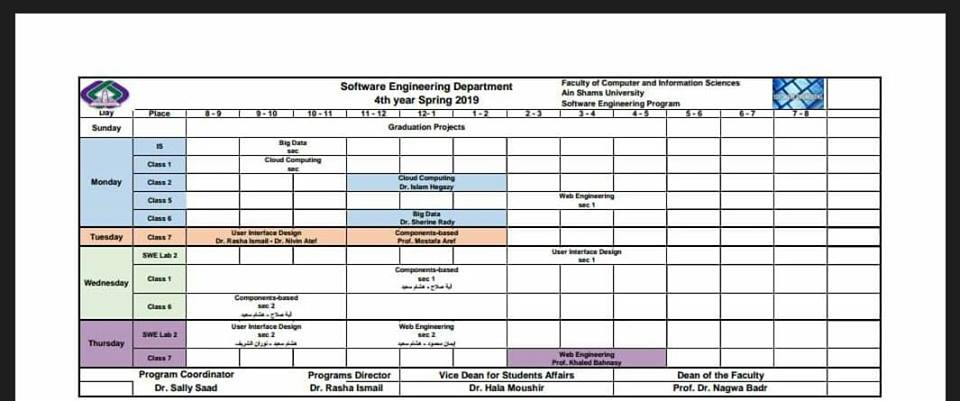 Software Engineering Department
4th year Spring 2019
Faculty of Computer and Information Sciences
Ain Shams University
Software Engineering Program
Day Place 8 - 9 9 - 10 10 - 11 11 - 12 12- 1 1 - 2 2 - 3 3 - 4 4 - 5 5 - 6 6 - 7 7 - 8
Sunday Graduation Projects
Monday
IS
Big Data
sec
Class 1
Cloud Computing
sec
Class 2
Cloud Computing
Dr. Islam Hegazy
Class 5
Web Engineering
sec 1
Class 6
Big Data
Dr. Sherine Rady
Tuesday
Class 7
User Interface Design
Dr. Rasha Ismail - Dr. Nivin Atef
Components-based
Prof. Mostafa Aref
Wednesday
SWE Lab 2
User Interface Design
sec 1
Class 1
Components-based
sec 1
آية صلاح - هشام سعيد
Class 6
Components-based
sec 2
آية صلاح - هشام سعيد
Thursday
SWE Lab 2
User Interface Design
sec 2
هشام سعيد - نوران الشريف
Web Engineering
sec 2
إيمان محمود - هشام سعيد
Class 7
Web Engineering
Prof. Khaled Bahnasy
Program Coordinator Programs Director Vice Dean for Students Affairs Dean of the Faculty
Dr. Sally Saad Dr. Rasha Ismail Dr. Hala Moushir Prof. Dr. Nagwa Badr